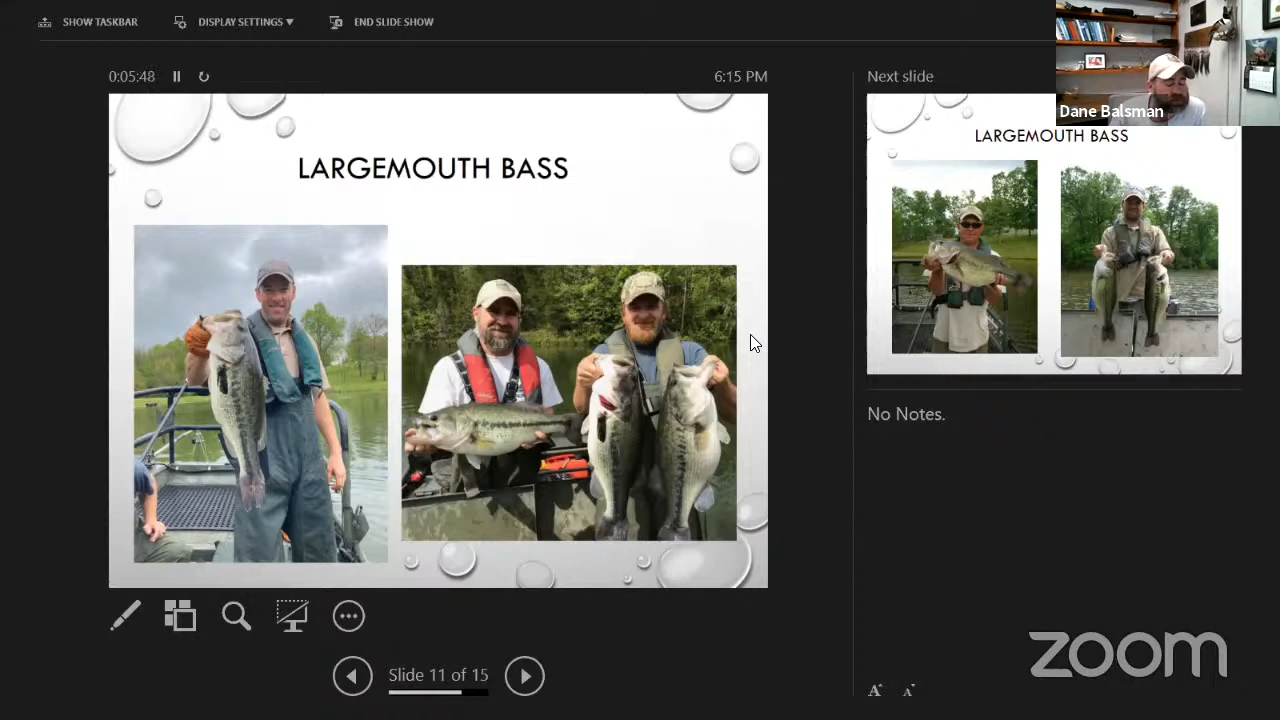 SHOW TASKBAR
DISPLAY SETTINGS ▼
END SLIDE SHOW
0:05:48
6:15 PM
Next slide
Dane Balsman
LARGEMOUTH BASS
LARGEMOUTH BASS
No Notes.
Slide 11 of 15
A A
zoom